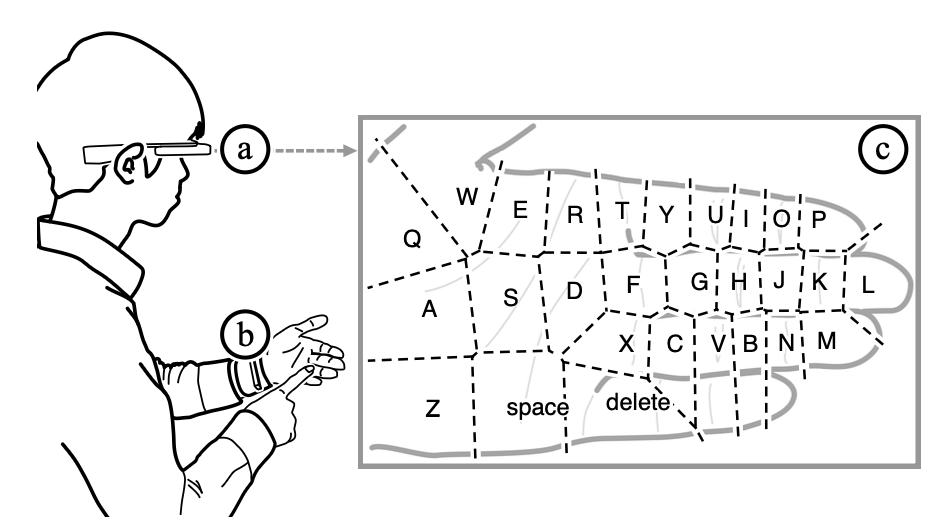 a
b
c
Q W E R T Y U I O P
A S D F G H J K L
Z X C V B N M
space delete